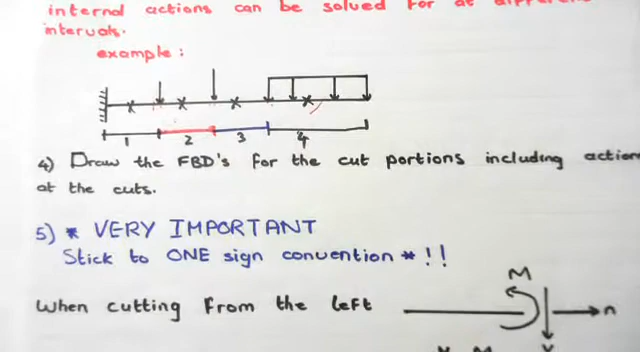 internal actions can be solved for at
intervals.
example :
1 2 3 4
4) Draw the FBD's for the cut portions including action
at the cuts.
5) * VERY IMPORTANT
Stick to ONE sign convention * !!
M
When cutting from the left
n